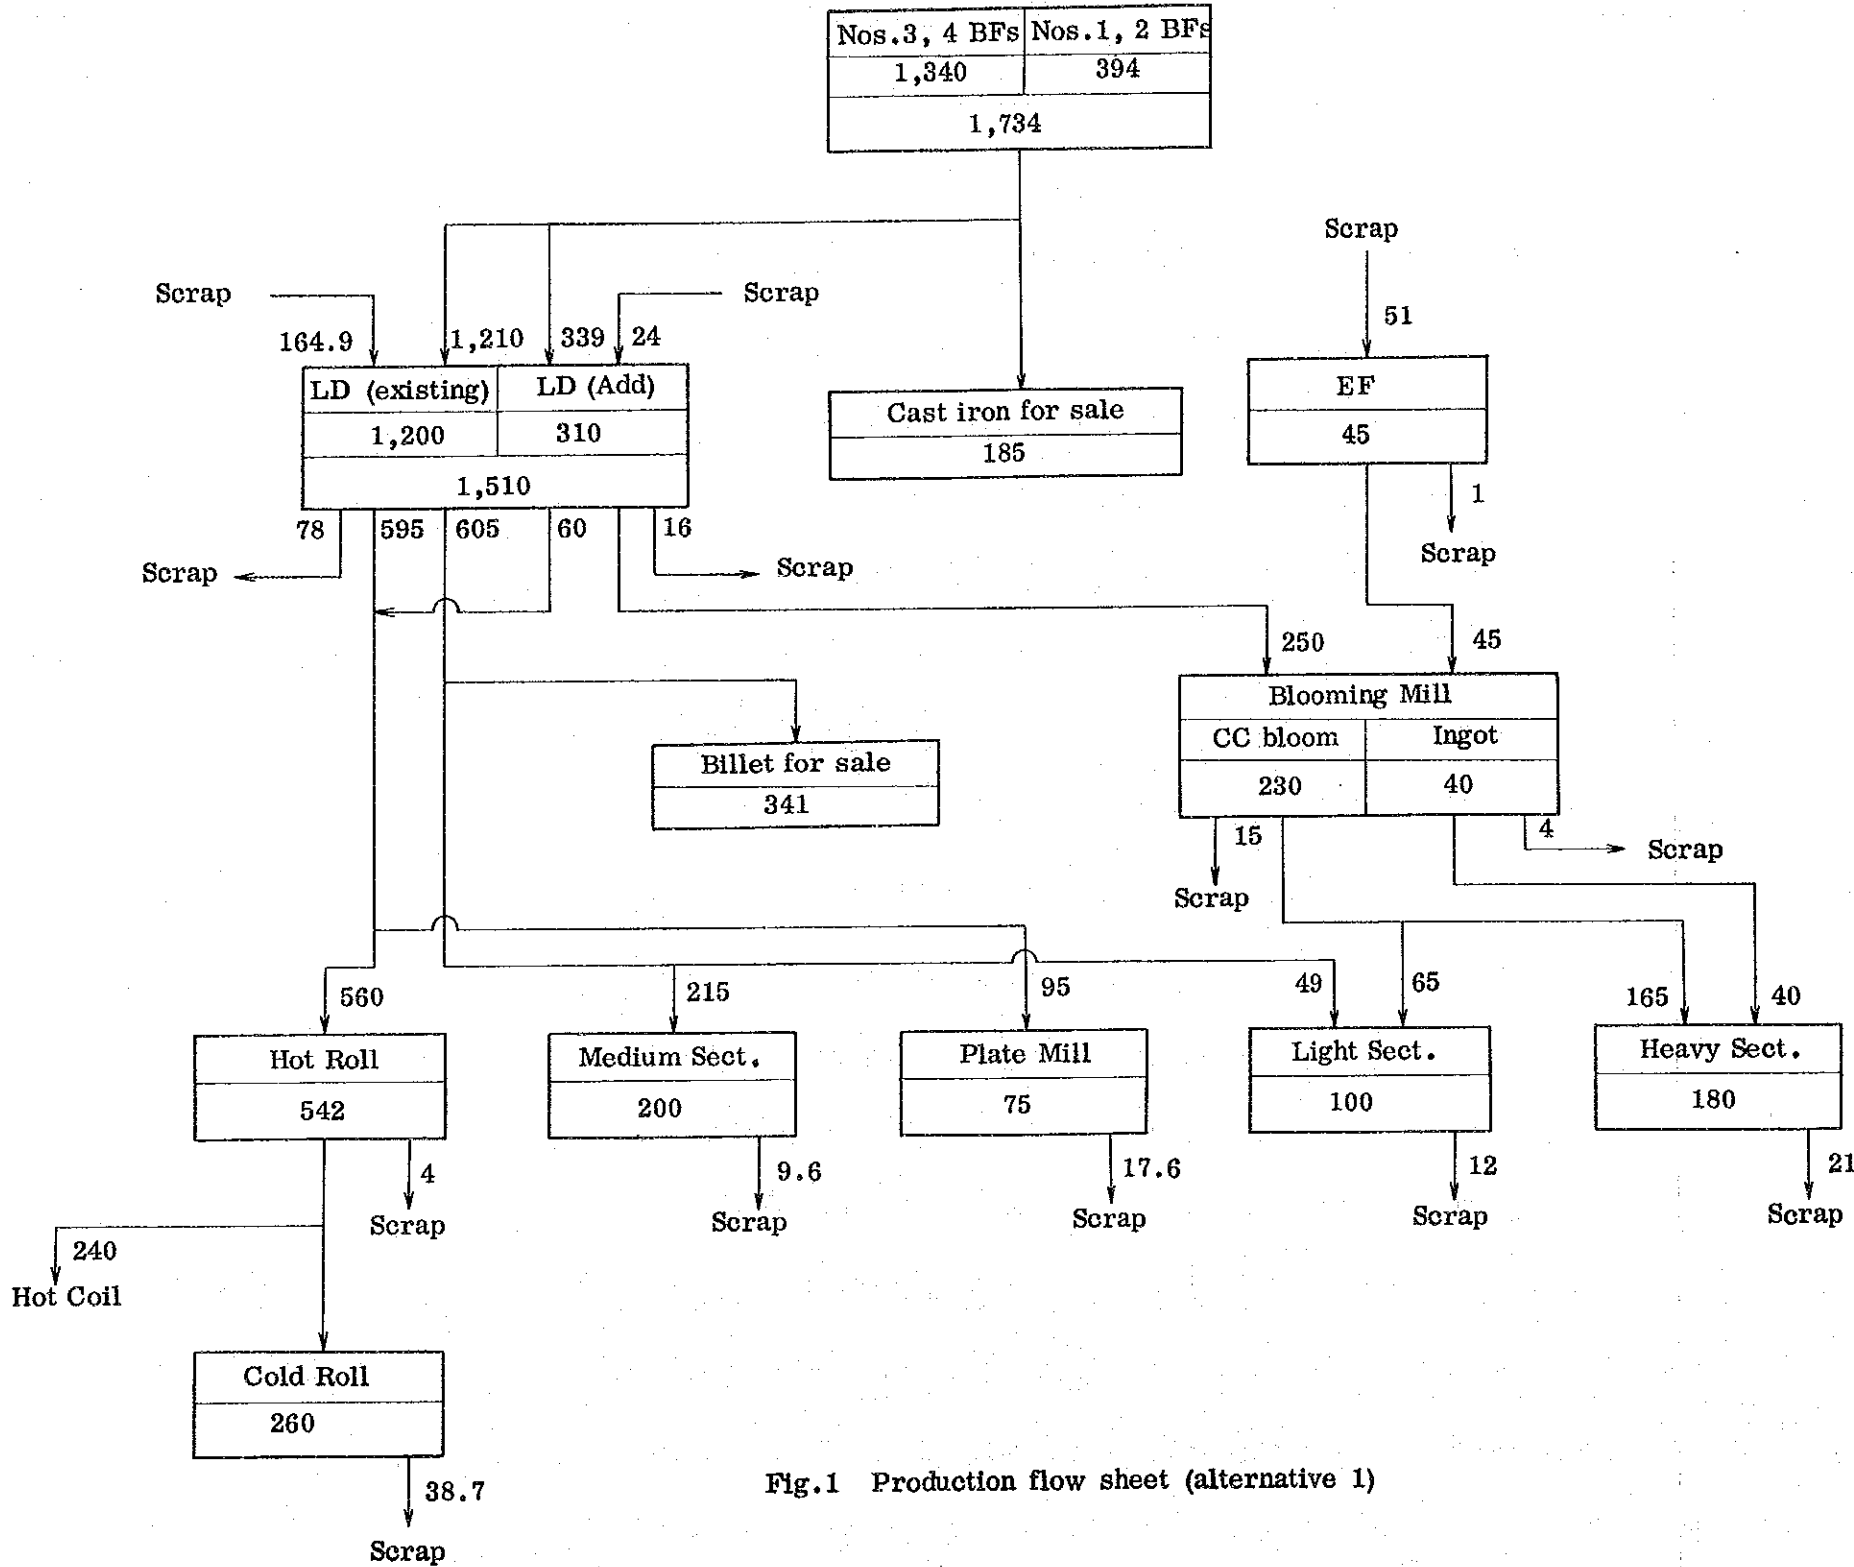 Nos.3, 4 BFs Nos.1, 2 BFs
1,340 394
1,734
Scrap
Scrap Scrap
51
164.9 1,210 339 24
LD (existing) LD (Add)
EF
Cast iron for sale
1,200 310
45
185
1,510
1
78 595 605 60 16
Scrap
Scrap Scrap
250 45
Blooming Mill
CC bloom Ingot
Billet for sale
230 40
341
15 4
Scrap
Scrap
560 215 95 49 65 165 40
Hot Roll Medium Sect. Plate Mill Light Sect. Heavy Sect.
542 200 75 100 180
4 9.6 17.6 12 21
Scrap Scrap Scrap Scrap Scrap
240
Hot Coil
Cold Roll
260
38.7
Scrap
Fig.1 Production flow sheet (alternative 1)